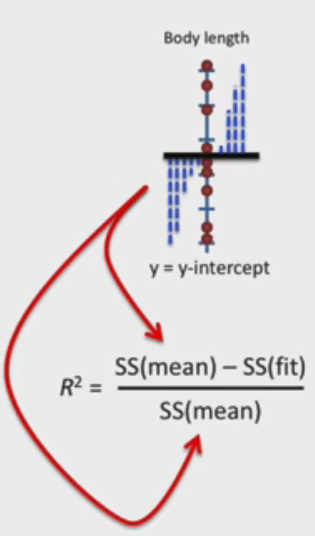 Body length
y = y-intercept
R² = SS(mean) – SS(fit)
SS(mean)